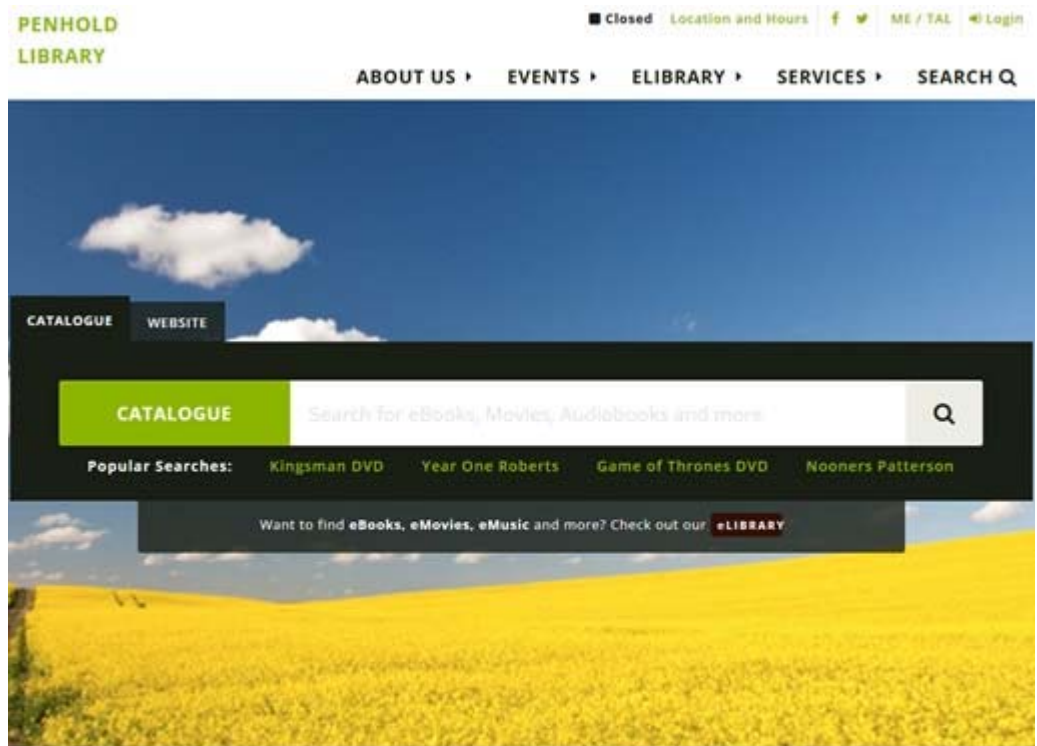 PENHOLD
LIBRARY
Closed Location and Hours ME / TAL Login
ABOUT US EVENTS ELIBRARY SERVICES SEARCH
CATALOGUE WEBSITE
CATALOGUE Search for eBooks, Movies, Audiobooks and more.
Popular Searches: Kingsman DVD Year One Roberts Game of Thrones DVD Nooners Patterson
Want to find eBooks, eMovies, eMusic and more? Check out our eLIBRARY